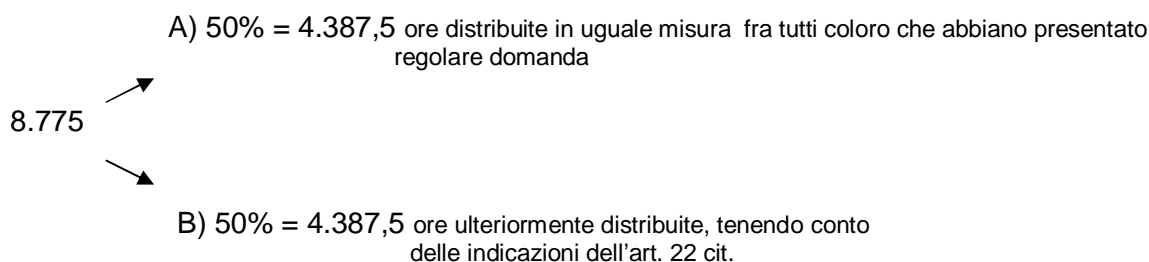 A) 50% = 4.387,5 ore distribuite in uguale misura fra tutti coloro che abbiano presentato
regolare domanda
8.775
B) 50% = 4.387,5 ore ulteriormente distribuite, tenendo conto
delle indicazioni dell'art. 22 cit.